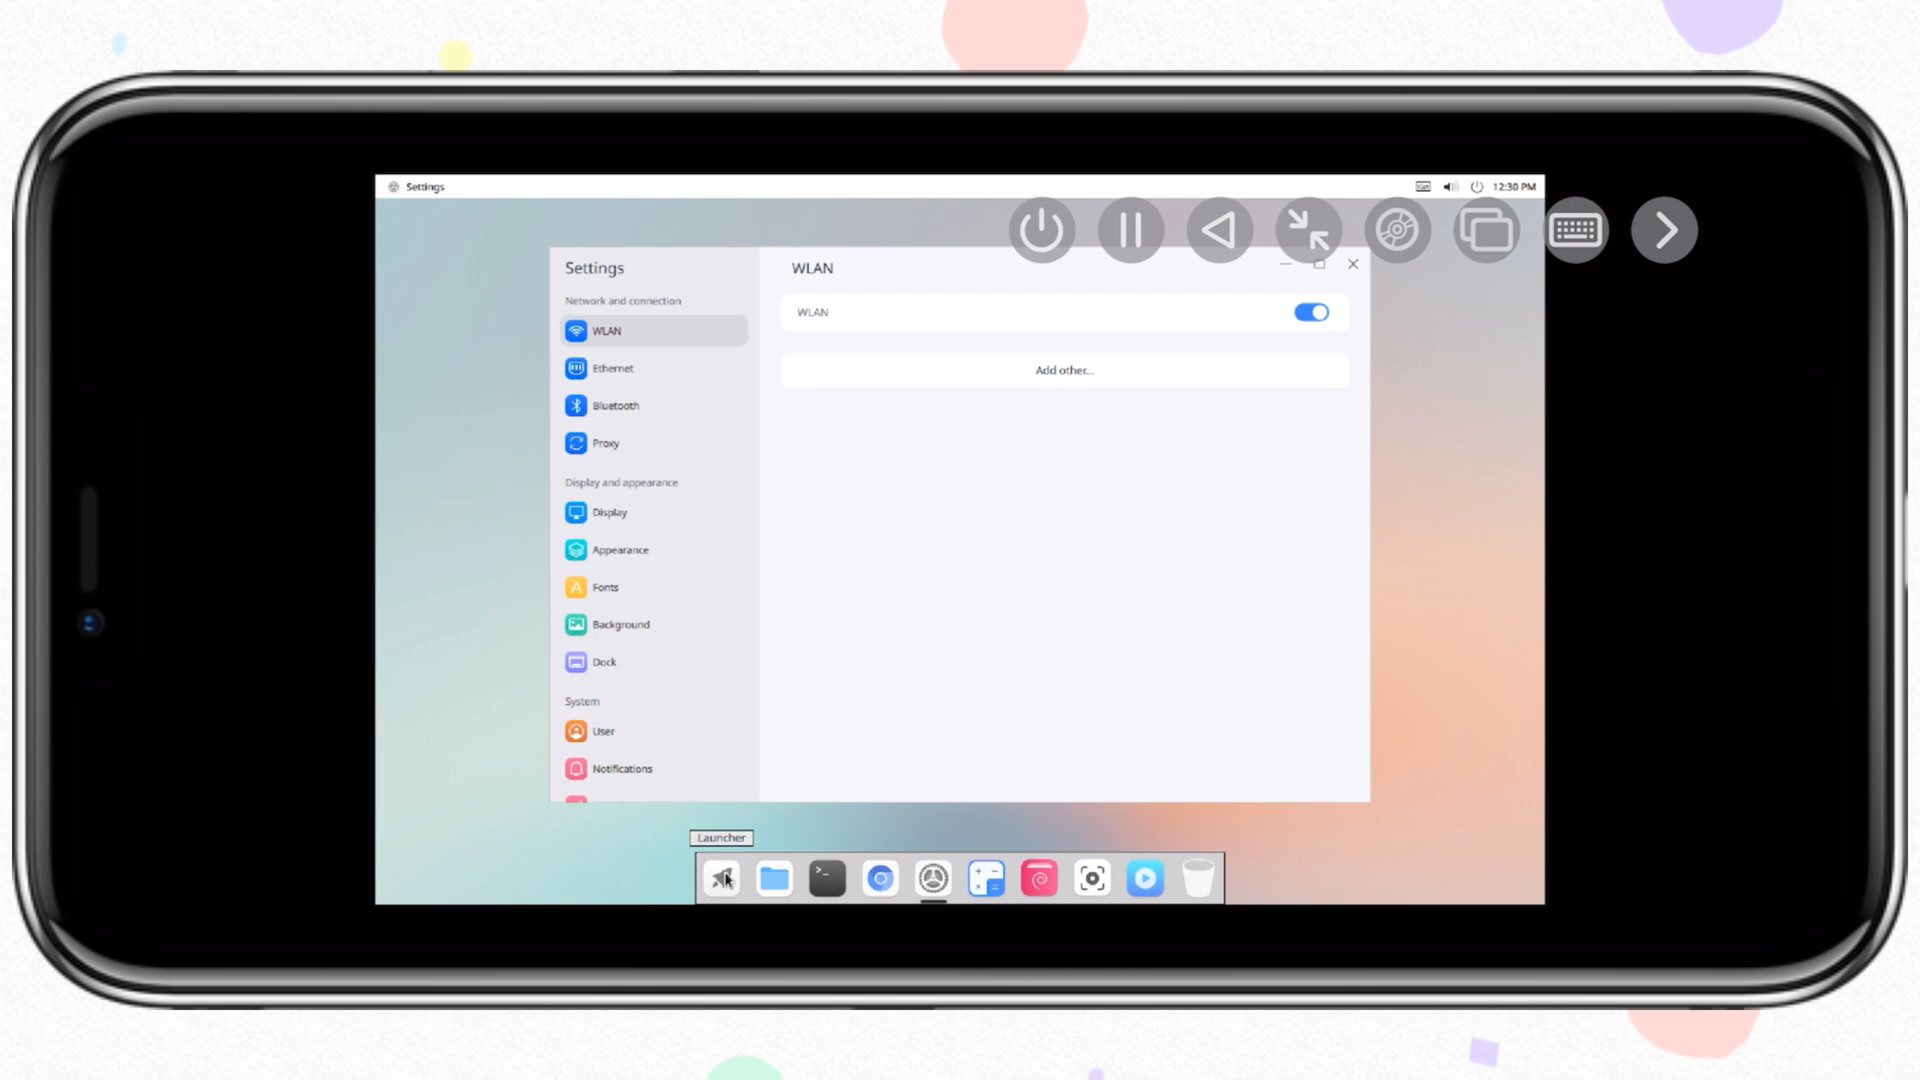 Settings
12:30 PM
Settings
WLAN
Network and connection
WLAN
WLAN
Ethernet
Add other...
Bluetooth
Proxy
Display and appearance
Display
Appearance
Fonts
Background
Dock
System
User
Notifications
Launcher